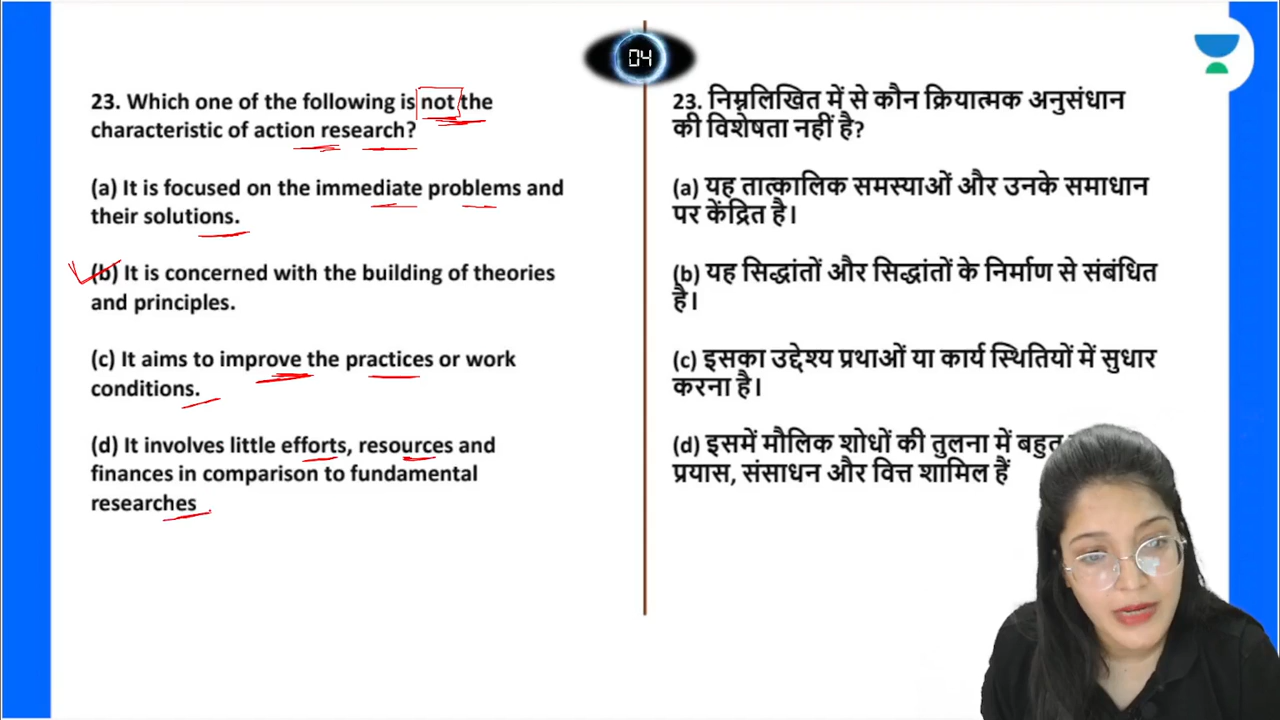 04
23. Which one of the following is not the
characteristic of action research?
(a) It is focused on the immediate problems and
their solutions.
(b) It is concerned with the building of theories
and principles.
(c) It aims to improve the practices or work
conditions.
(d) It involves little efforts, resources and
finances in comparison to fundamental
researches
23. निम्नलिखित में से कौन क्रियात्मक अनुसंधान
की विशेषता नहीं है?
(a) यह तात्कालिक समस्याओं और उनके समाधान
पर केंद्रित है।
(b) यह सिद्धांतों और सिद्धांतों के निर्माण से संबंधित
है।
(c) इसका उद्देश्य प्रथाओं या कार्य स्थितियों में सुधार
करना है।
(d) इसमें मौलिक शोधों की तुलना में बहुत
प्रयास, संसाधन और वित्त शामिल हैं